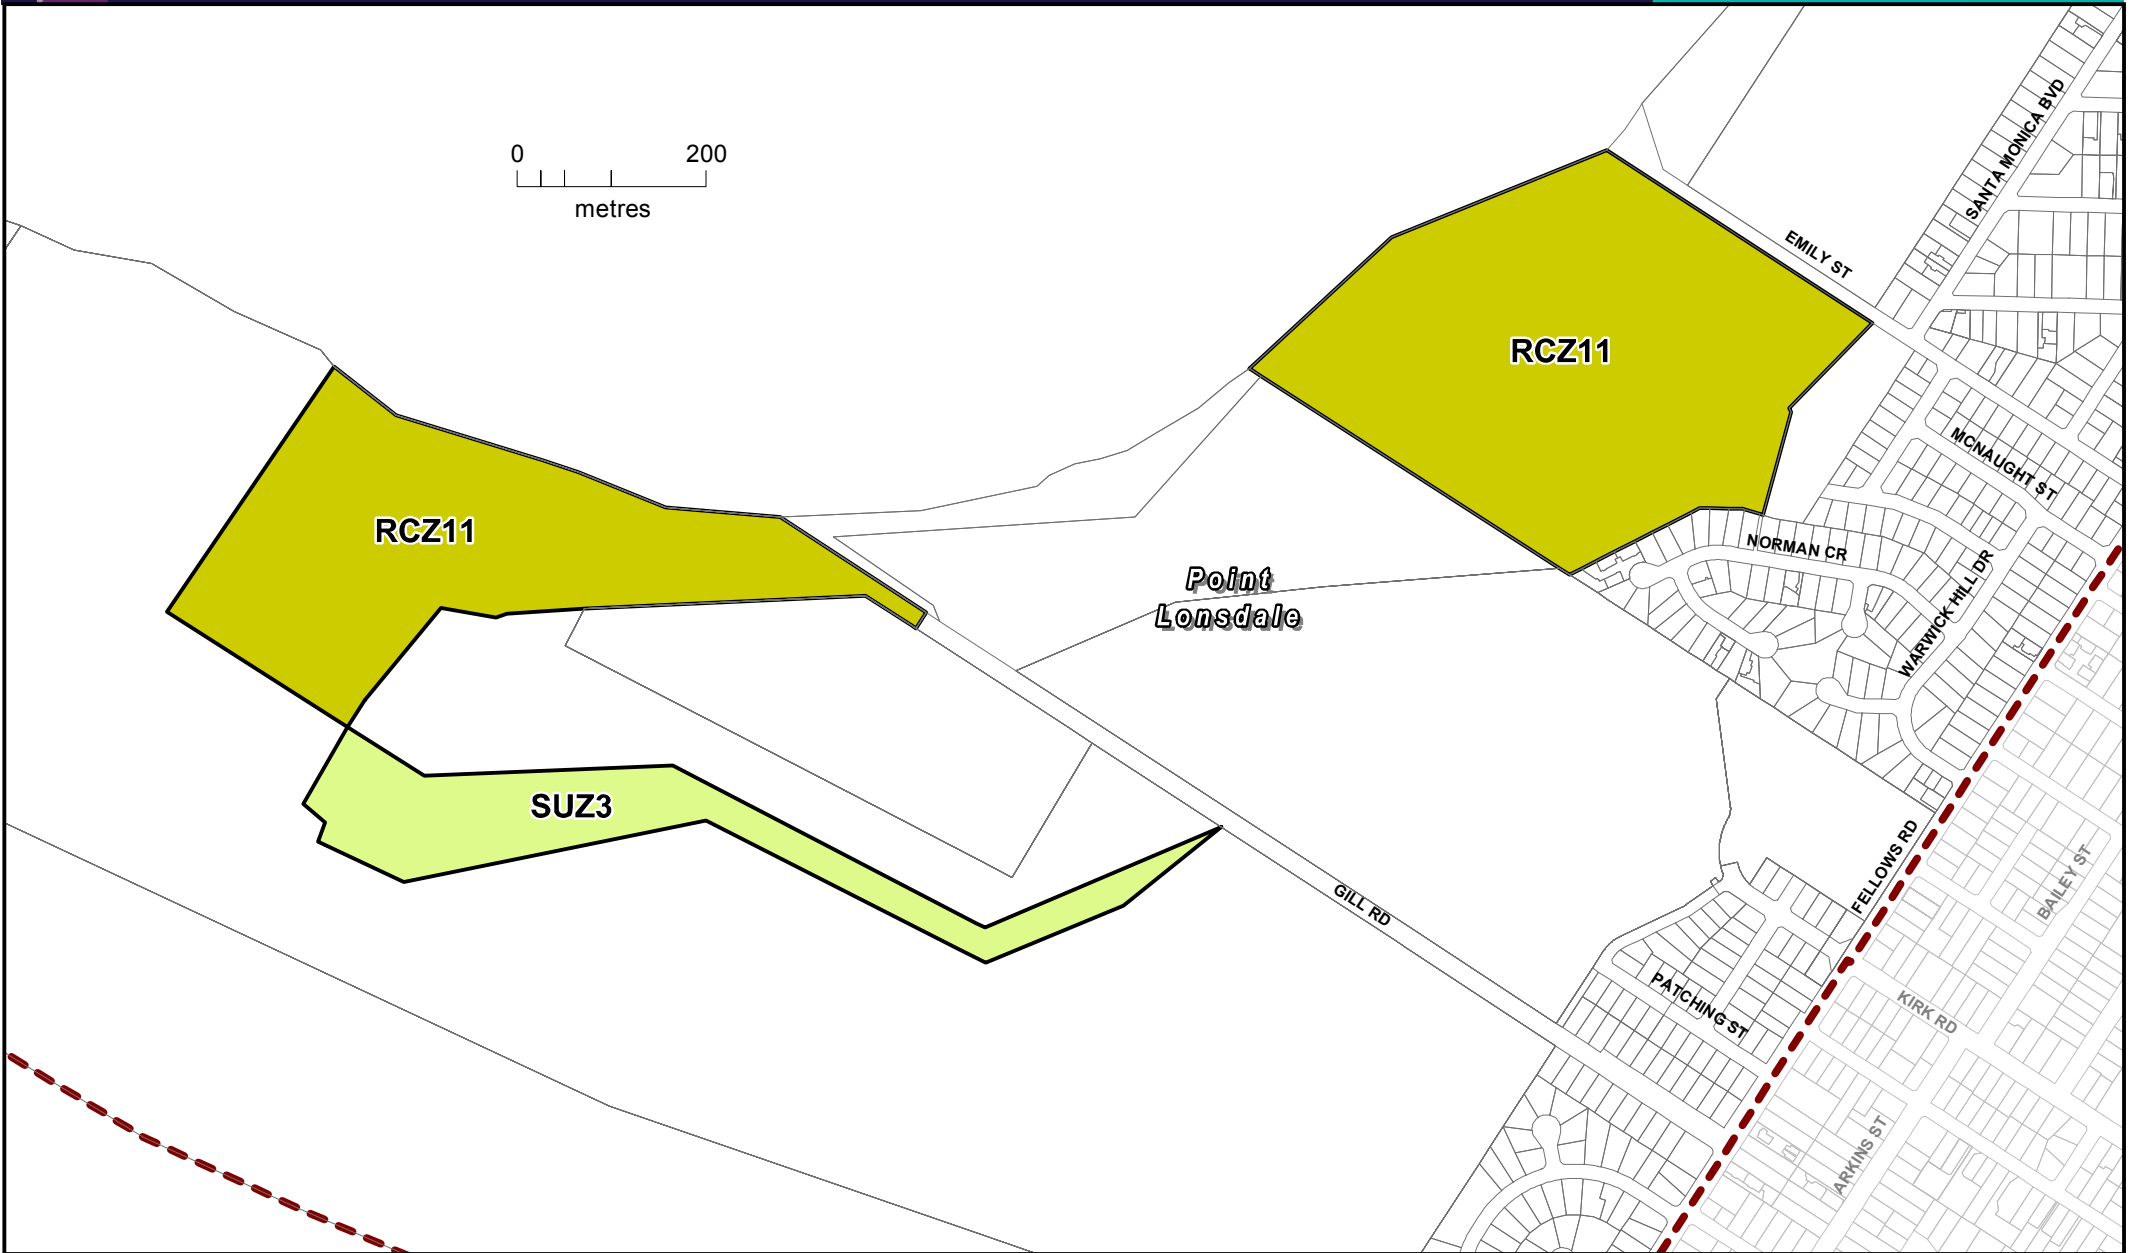 0 200
metres
SANTA MONICA BVD
EMILY ST
RCZ11
MCNAUGHT ST
RCZ11
NORMAN CR
Point
Lonsdale
WARWICK HILL DR
SUZ3
FELLOWS RD
BAILEY ST
GILL RD
PATCHING ST
KIRK RD
ARKINS ST